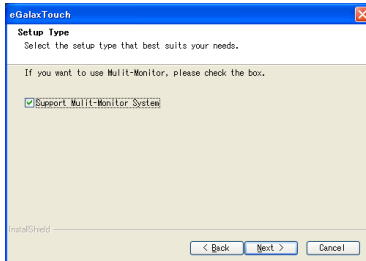 eGalaxTouch
Setup Type
Select the setup type that best suits your needs.
If you want to use Mulit-Monitor, please check the box.
Support Mulit-Monitor System
InstallShield
< Back
Next >
Cancel